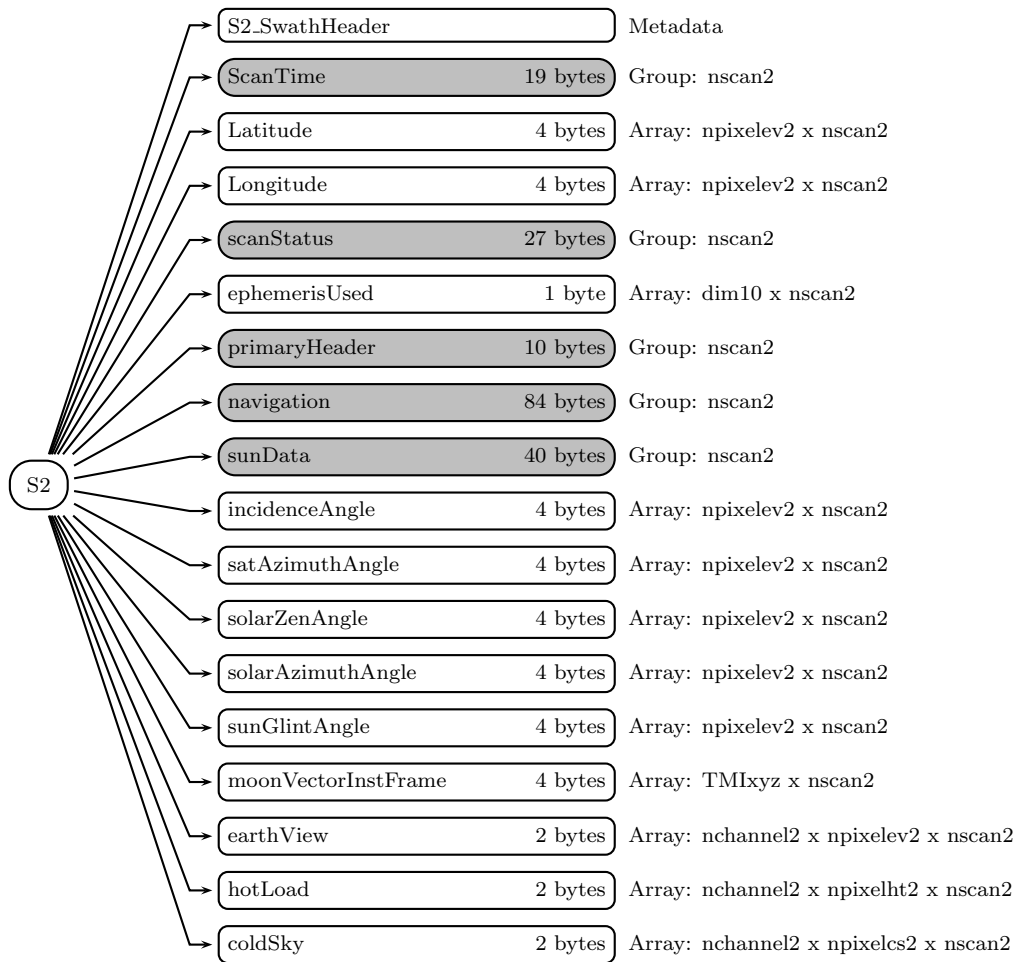 S2_SwathHeader Metadata
ScanTime 19 bytes Group: nscan2
Latitude 4 bytes Array: npixelev2 x nscan2
Longitude 4 bytes Array: npixelev2 x nscan2
scanStatus 27 bytes Group: nscan2
ephemerisUsed 1 byte Array: dim10 x nscan2
primaryHeader 10 bytes Group: nscan2
navigation 84 bytes Group: nscan2
sunData 40 bytes Group: nscan2
S2
incidenceAngle 4 bytes Array: npixelev2 x nscan2
satAzimuthAngle 4 bytes Array: npixelev2 x nscan2
solarZenAngle 4 bytes Array: npixelev2 x nscan2
solarAzimuthAngle 4 bytes Array: npixelev2 x nscan2
sunGlintAngle 4 bytes Array: npixelev2 x nscan2
moonVectorInstFrame 4 bytes Array: TMIxyz x nscan2
earthView 2 bytes Array: nchannel2 x npixelev2 x nscan2
hotLoad 2 bytes Array: nchannel2 x npixelht2 x nscan2
coldSky 2 bytes Array: nchannel2 x npixelcs2 x nscan2